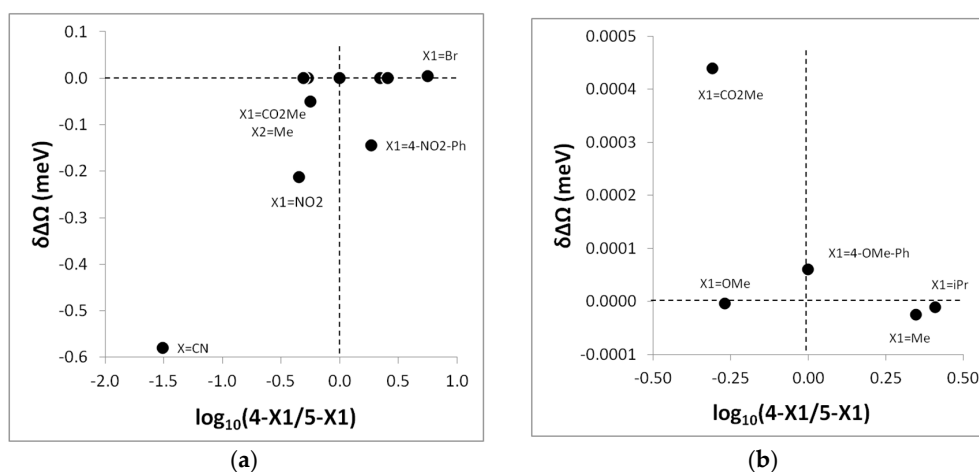 0.1
0.0
-0.1
-0.2
-0.3
-0.4
-0.5
-0.6
δΔΩ (meV)
X1=Br
X1=CO2Me
X2=Me
X1=4-NO2-Ph
X1=NO2
X=CN
-2.0 -1.5 -1.0 -0.5 0.0 0.5 1.0
log₁₀(4-X1/5-X1)
(a)
0.0005
0.0004
0.0003
0.0002
0.0001
0.0000
-0.0001
δΔΩ (meV)
X1=CO2Me
X1=4-OMe-Ph
X1=OMe
X1=iPr
X1=Me
-0.50 -0.25 0.00 0.25 0.50
log₁₀(4-X1/5-X1)
(b)